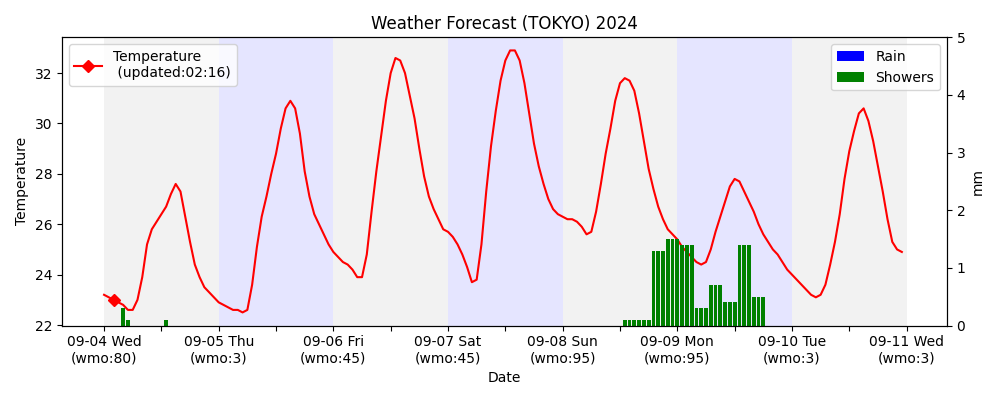 Weather Forecast (TOKYO) 2024
Temperature
(updated:02:16)
Rain
Showers
Temperature
32
30
28
26
24
22
5
4
3
2
1
0
mm
09-04 Wed
(wmo:80)
09-05 Thu
(wmo:3)
09-06 Fri
(wmo:45)
09-07 Sat
(wmo:45)
09-08 Sun
(wmo:95)
09-09 Mon
(wmo:95)
09-10 Tue
(wmo:3)
09-11 Wed
(wmo:3)
Date